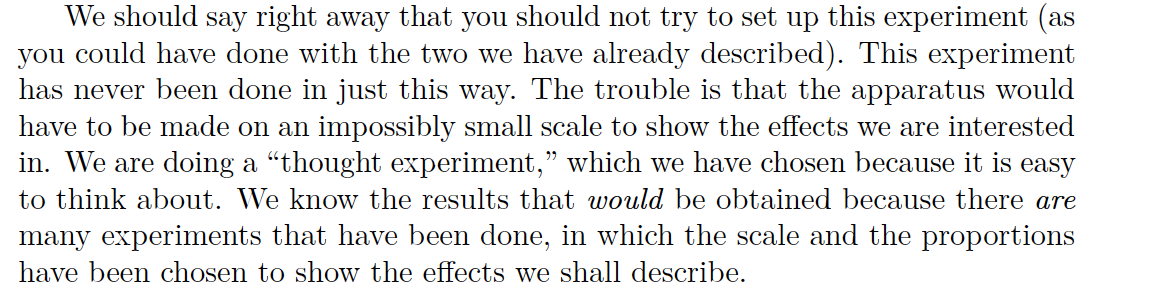 We should say right away that you should not try to set up this experiment (as
you could have done with the two we have already described). This experiment
has never been done in just this way. The trouble is that the apparatus would
have to be made on an impossibly small scale to show the effects we are interested
in. We are doing a “thought experiment,” which we have chosen because it is easy
to think about. We know the results that would be obtained because there are
many experiments that have been done, in which the scale and the proportions
have been chosen to show the effects we shall describe.